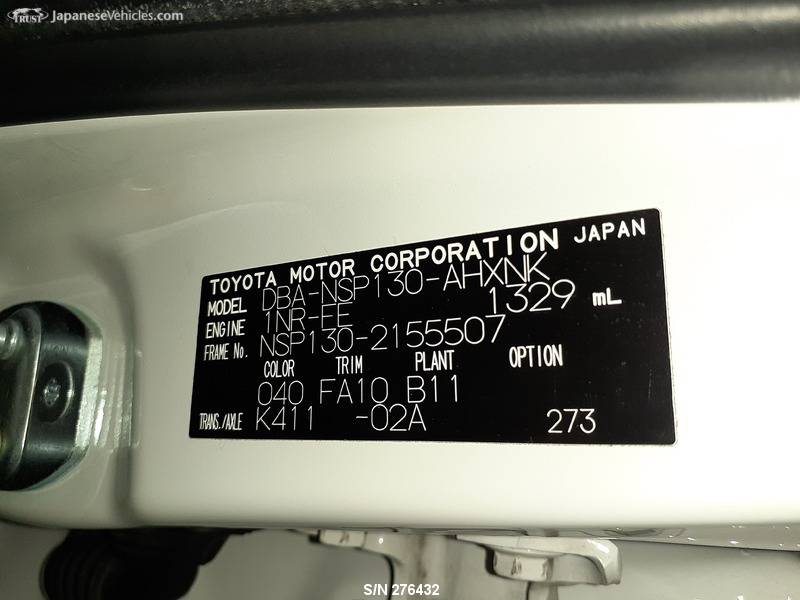 TRUST JapaneseVehicles.com
TOYOTA MOTOR CORPORATION JAPAN
MODEL DBA-NSP130-AHXNK
ENGINE 1NR-FE 1329 mL
FRAME No. NSP130-2155507
COLOR TRIM PLANT OPTION
040 FA10 B11
TRANS./AXLE K411 -02A 273
S/N 276432